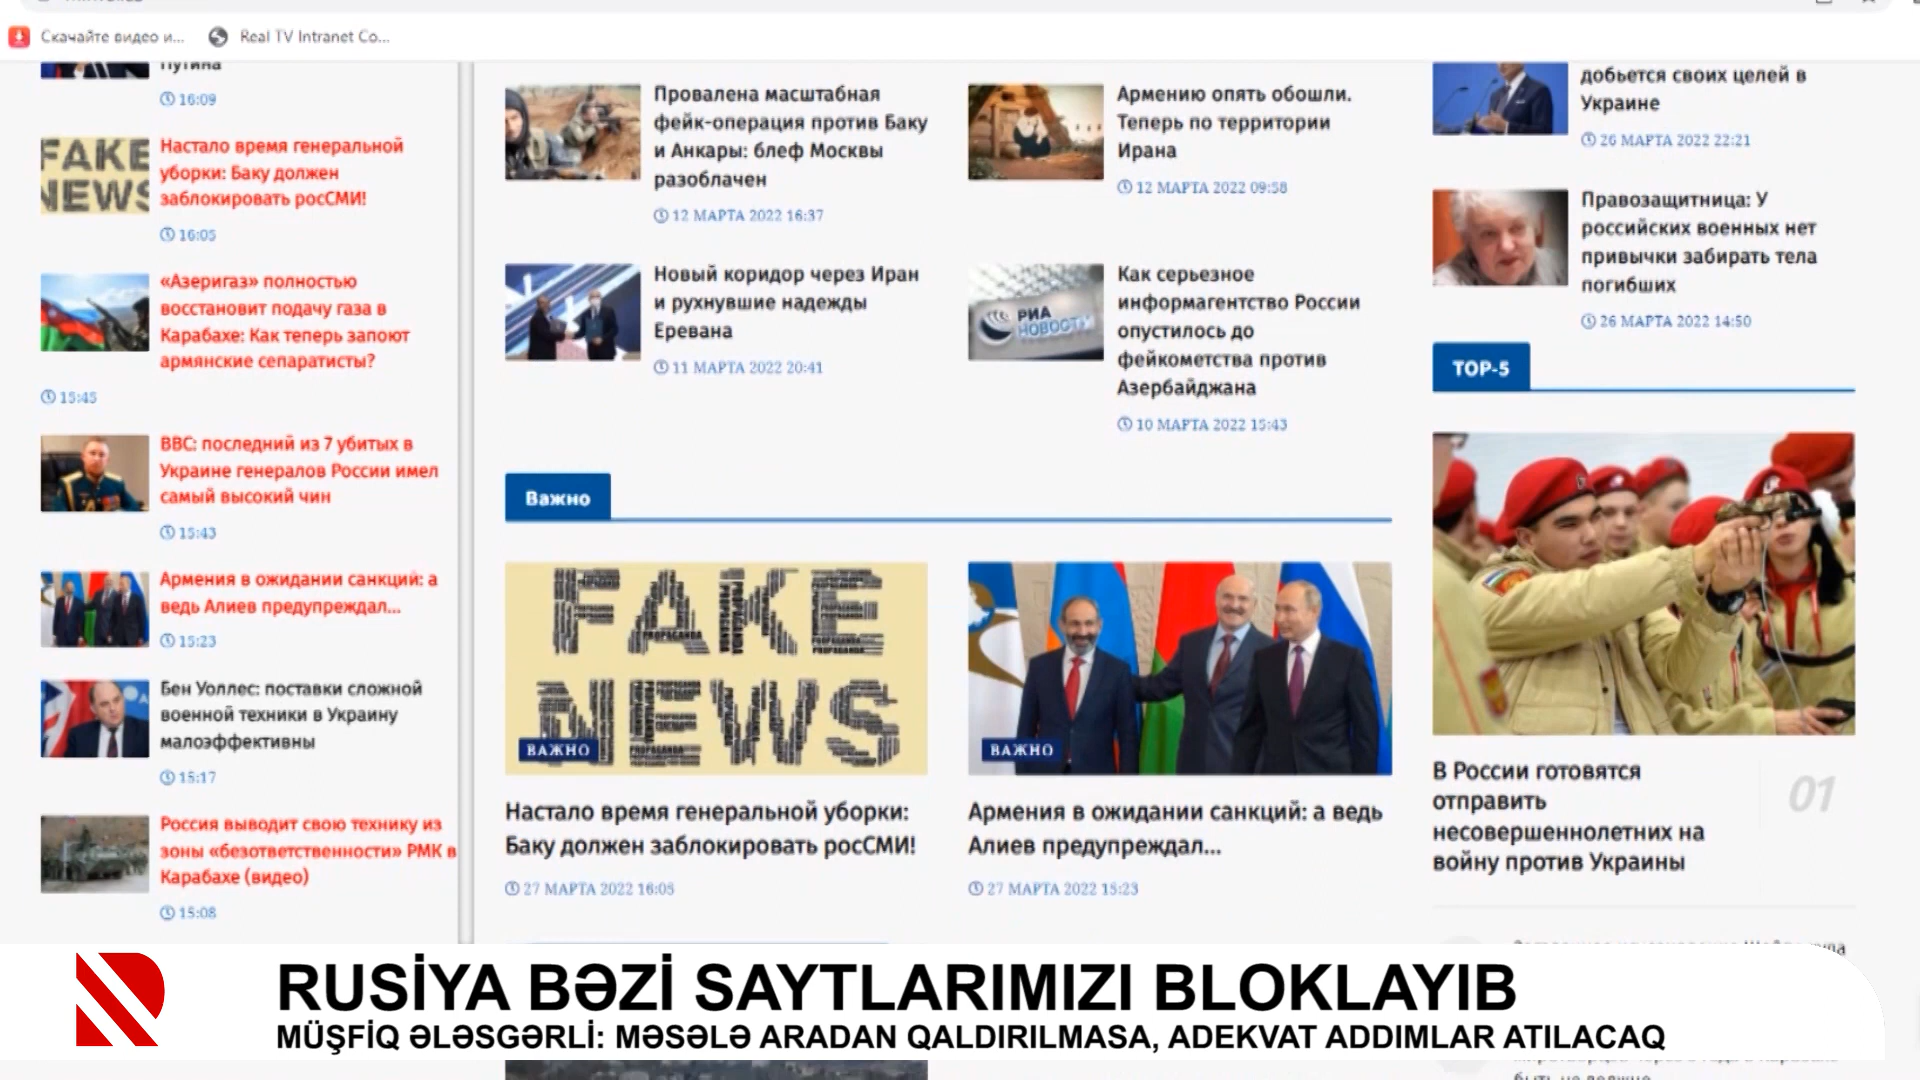 Скачайте видео и...
Real TV Intranet Co...
Путина
16:09
FAKE
NEWS
Настало время генеральной
уборки: Баку должен
заблокировать росСМИ!
16:05
«Азеригаз» полностью
восстановит подачу газа в
Карабахе: Как теперь запоют
армянские сепаратисты?
15:45
BBC: последний из 7 убитых в
Украине генералов России имел
самый высокий чин
15:43
Армения в ожидании санкций: а
ведь Алиев предупреждал...
15:23
Бен Уоллес: поставки сложной
военной техники в Украину
малоэффективны
15:17
Россия выводит свою технику из
зоны «безответственности» РМК в
Карабахе (видео)
15:08
Провалена масштабная
фейк-операция против Баку
и Анкары: блеф Москвы
разоблачен
12 МАРТА 2022 16:37
Армению опять обошли.
Теперь по территории
Ирана
12 МАРТА 2022 09:58
Новый коридор через Иран
и рухнувшие надежды
Еревана
11 МАРТА 2022 20:41
РИА
НОВОСТИ
Как серьезное
информагентство России
опустилось до
фейкометства против
Азербайджана
10 МАРТА 2022 15:43
Важно
FAKE
NEWS
ВАЖНО
Настало время генеральной уборки:
Баку должен заблокировать росСМИ!
27 МАРТА 2022 16:05
ВАЖНО
Армения в ожидании санкций: а ведь
Алиев предупреждал...
27 МАРТА 2022 15:23
добьется своих целей в
Украине
26 МАРТА 2022 22:21
Правозащитница: У
российских военных нет
привычки забирать тела
погибших
26 МАРТА 2022 14:50
TOP-5
В России готовятся
отправить
несовершеннолетних на
войну против Украины
01
RUSİYA BƏZİ SAYTLARIMIZI BLOKLAYIB
MÜŞFİQ ƏLƏSGƏRLİ: MƏSƏLƏ ARADAN QALDIRILMASA, ADEKVAT ADDIMLAR ATILACAQ